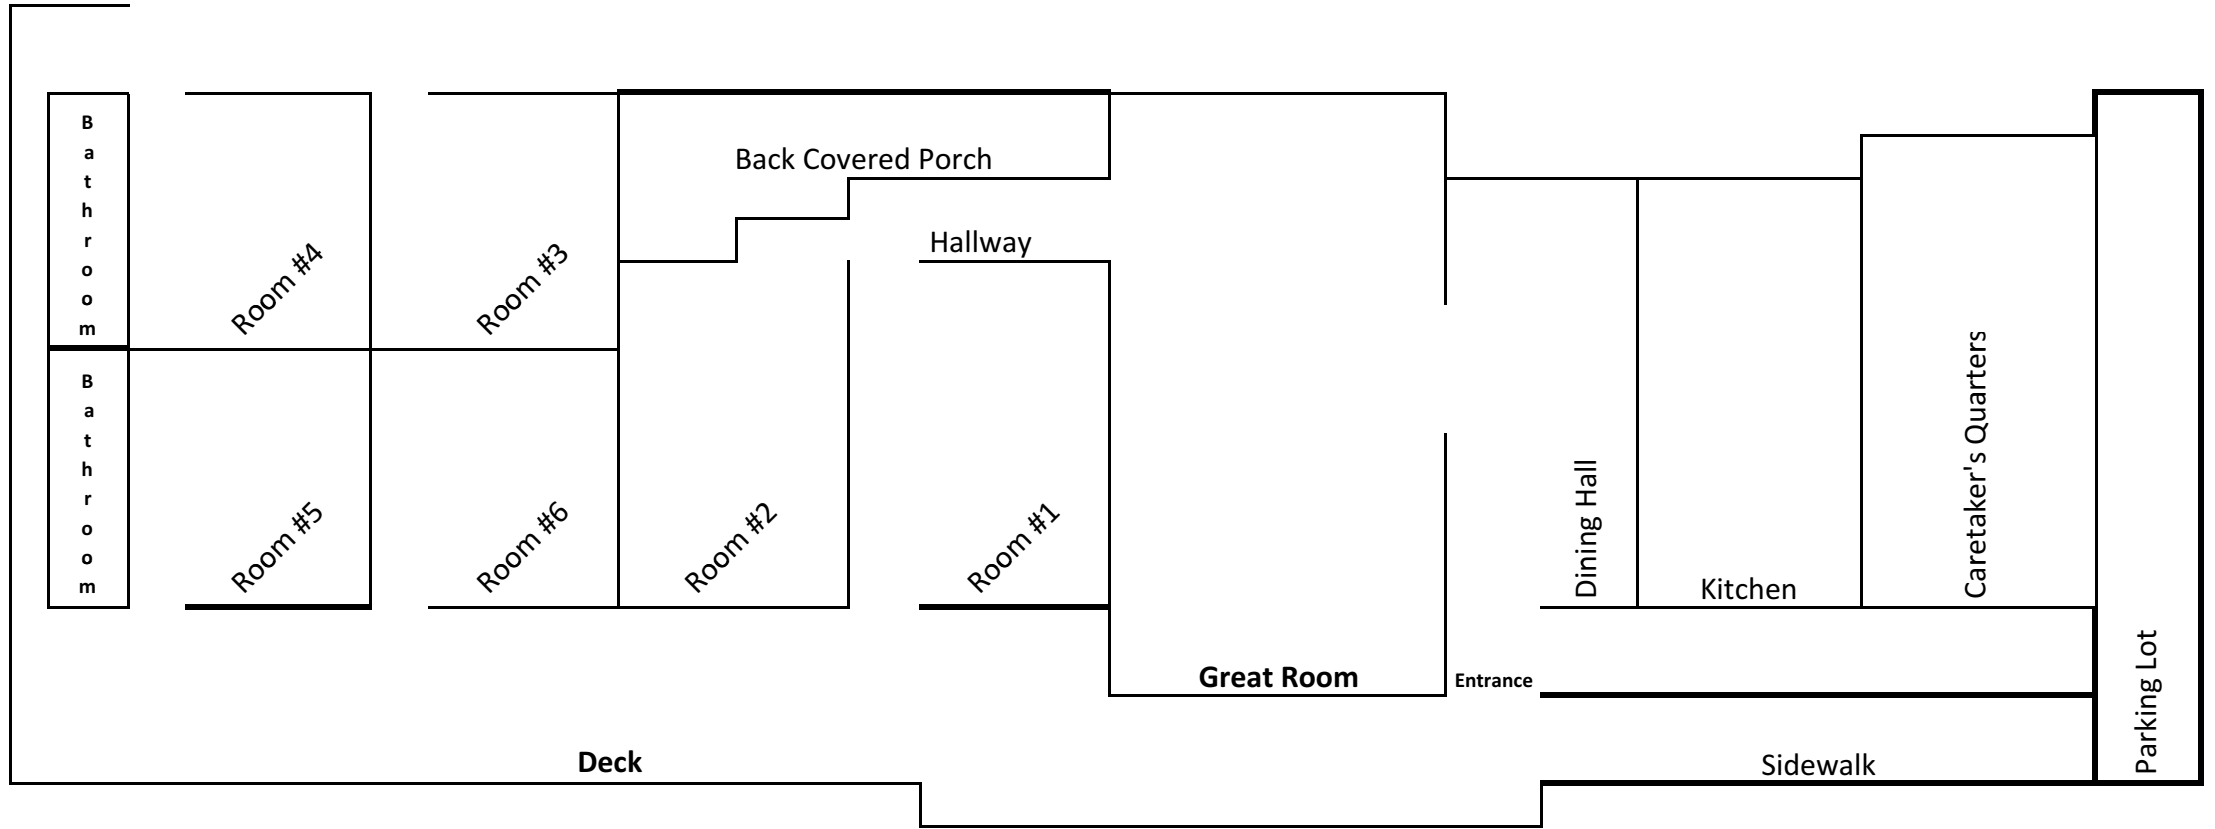 Bathroom
Back Covered Porch
Hallway
Room #4
Room #3
Bathroom
Room #5
Room #6
Room #2
Room #1
Dining Hall
Kitchen
Caretaker's Quarters
Great Room
Entrance
Parking Lot
Deck
Sidewalk